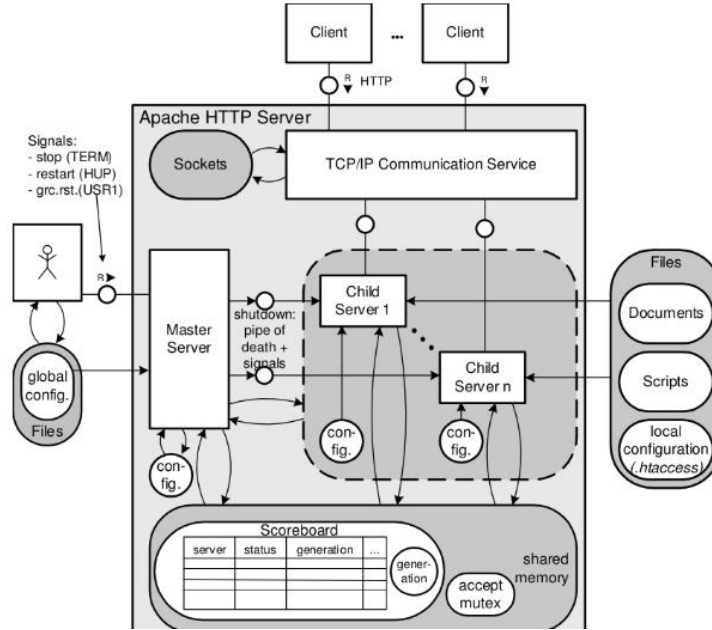 Client
...
Client
R
HTTP
R
Apache HTTP Server
Signals:
- stop (TERM)
- restart (HUP)
- grc.rst.(USR1)
Sockets
TCP/IP Communication Service
R
Master
Server
shutdown:
pipe of
death +
signals
Child
Server 1
Child
Server n
Files
Documents
Scripts
local
configuration
(.htaccess)
global
config.
Files
con-
fig.
con-
fig.
con-
fig.
Scoreboard
server status generation ...
gener-
ation
accept
mutex
shared
memory